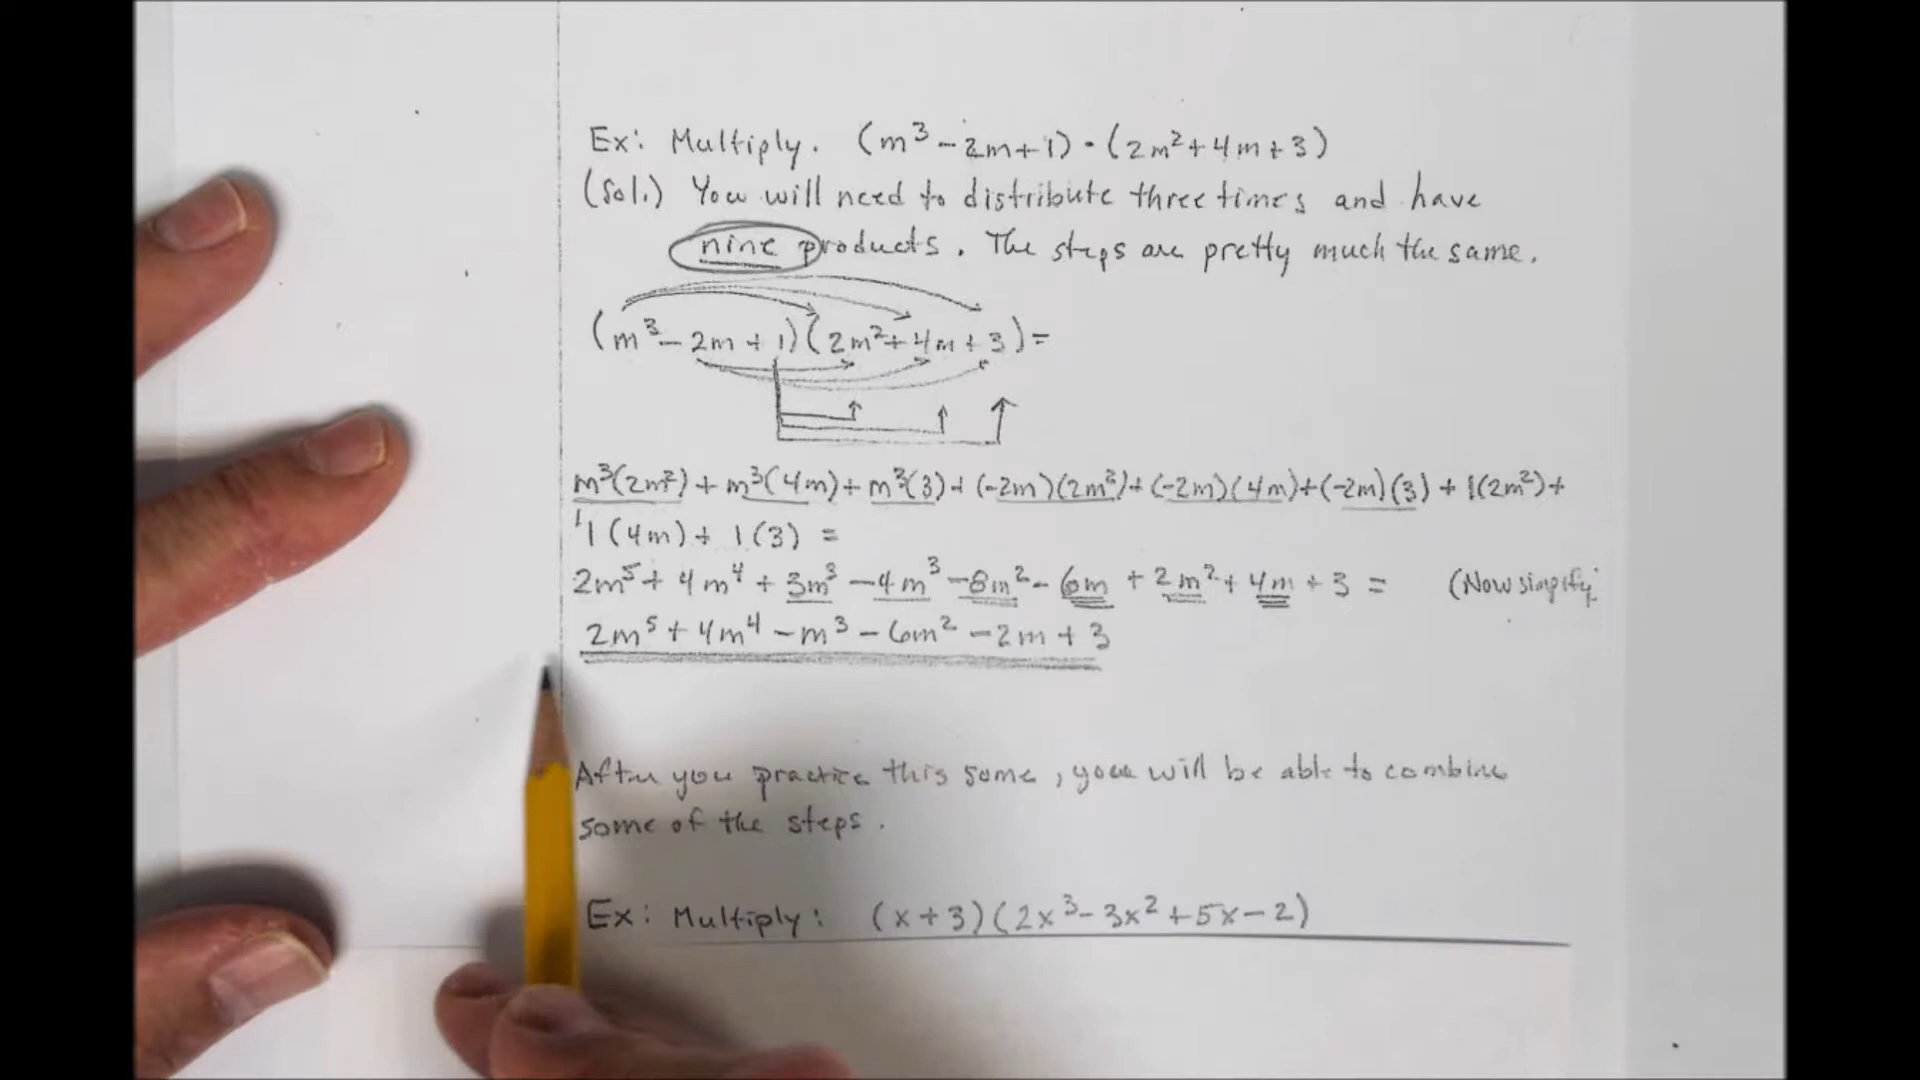 Ex: Multiply. (m³ - 2m + 1) · (2m² + 4m + 3)
(Sol.) You will need to distribute three times and have
nine products. The steps are pretty much the same.
(m³ - 2m + 1)(2m² + 4m + 3) =
m³(2m²) + m³(4m) + m³(3) + (-2m)(2m²) + (-2m)(4m) + (-2m)(3) + 1(2m²) +
1(4m) + 1(3) =
2m⁵ + 4m⁴ + 3m³ - 4m³ - 8m² - 6m + 2m² + 4m + 3 = (Now simplify
2m⁵ + 4m⁴ - m³ - 6m² - 2m + 3
After you practice this some, you will be able to combine
some of the steps.
Ex: Multiply: (x + 3)(2x³ - 3x² + 5x - 2)